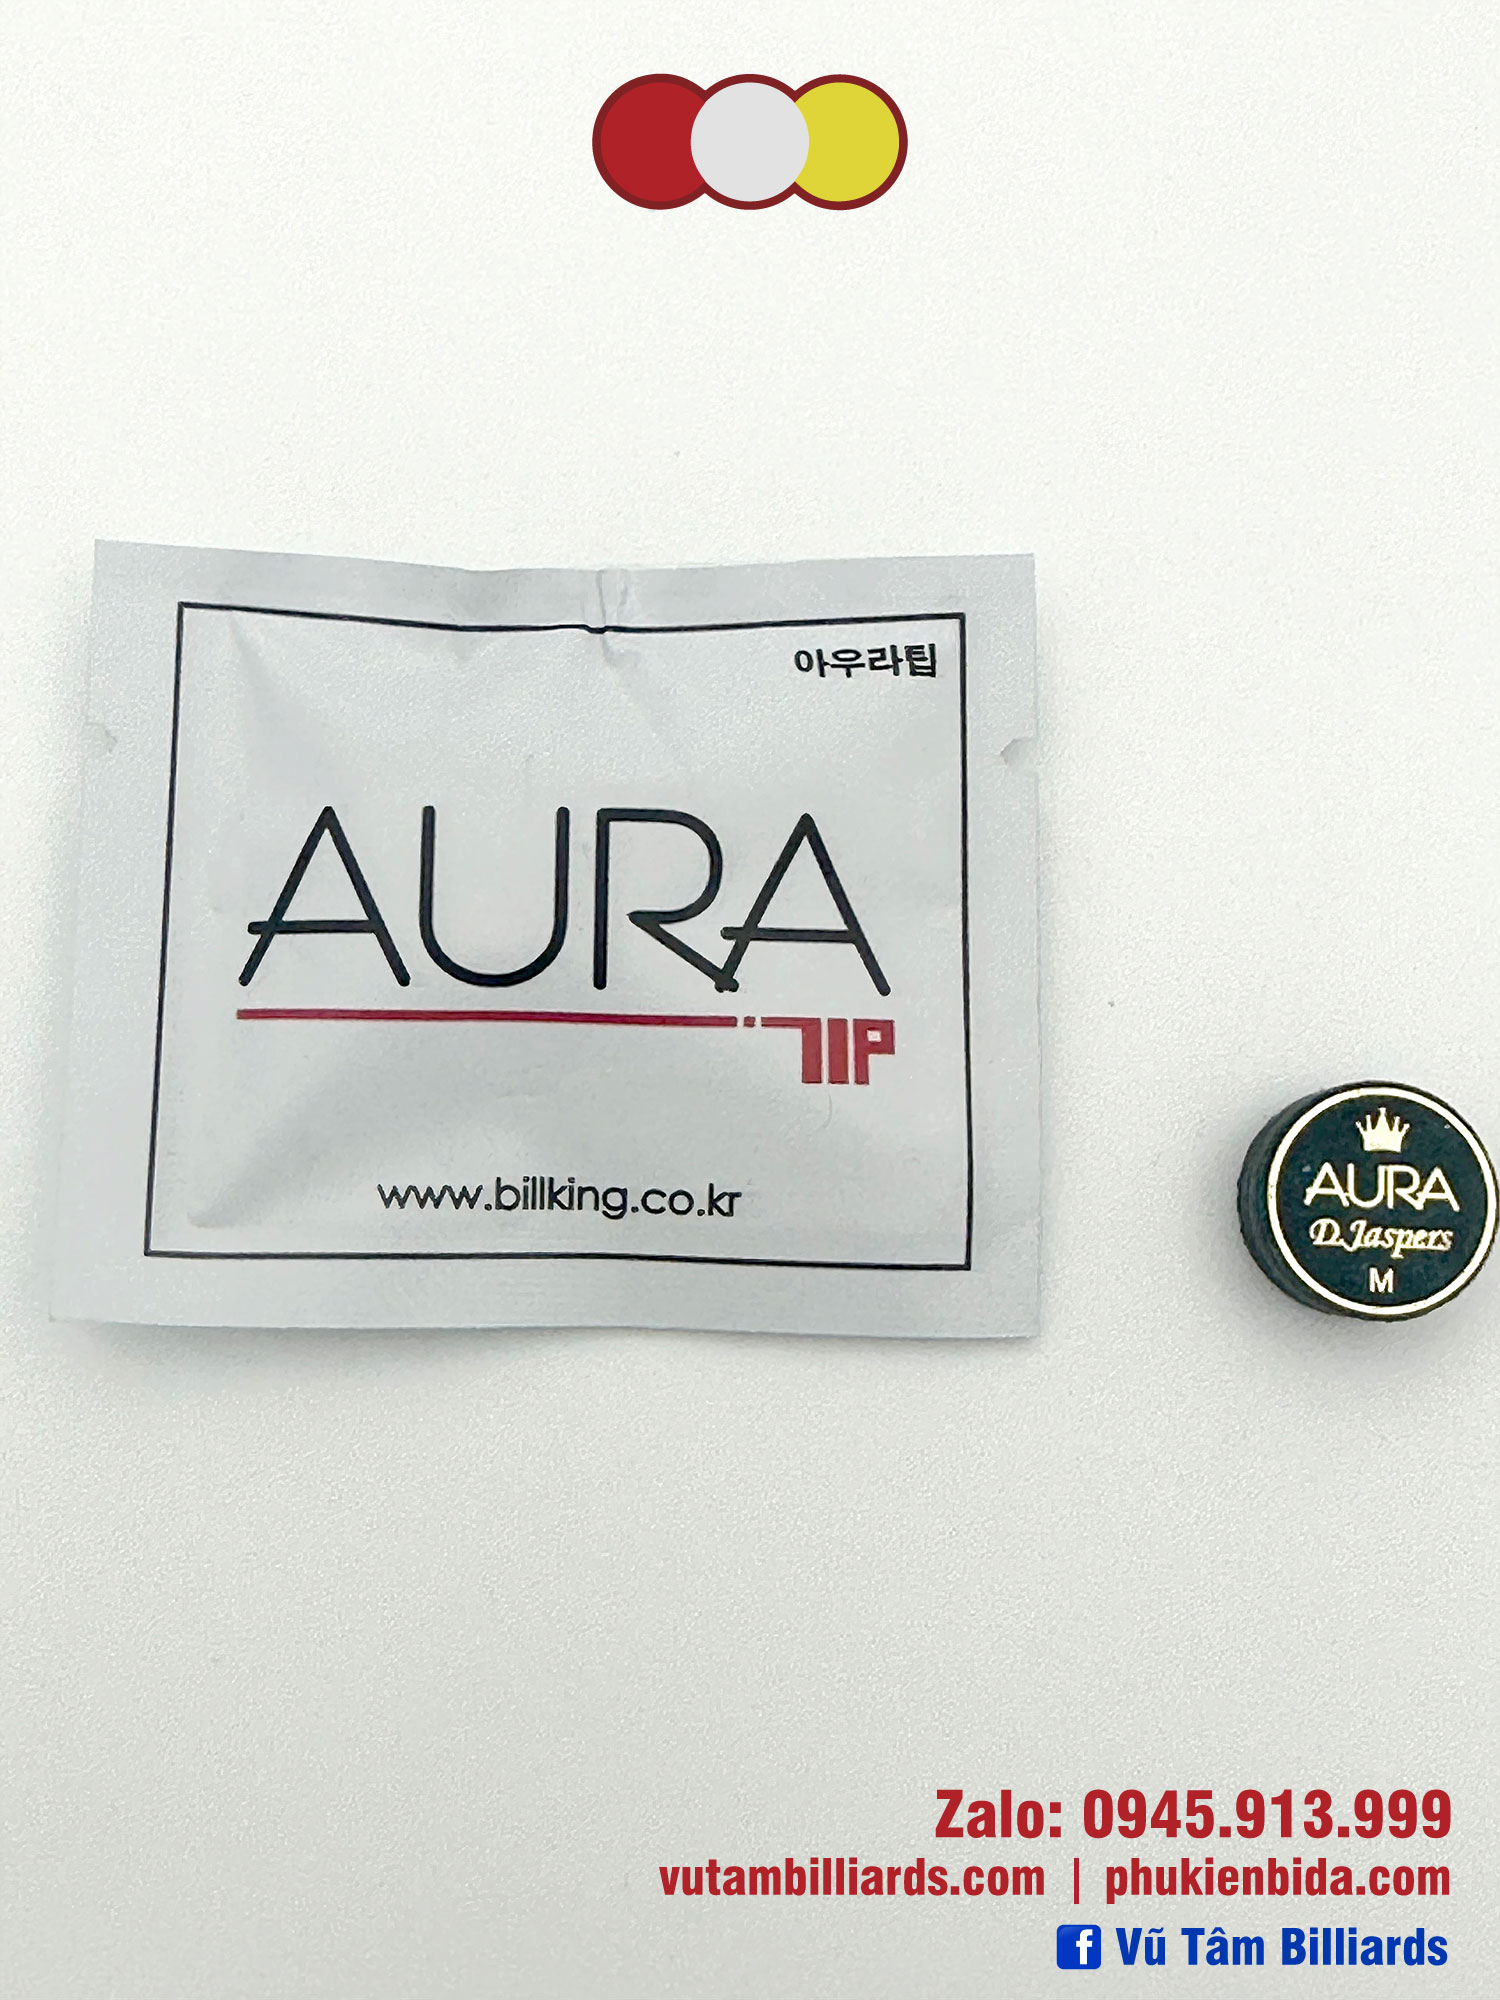 아우라팁
AURA
TIP
www.billking.co.kr
AURA
D.Jaspers
M
Zalo: 0945.913.999
vutambilliards.com | phukienbida.com
Vũ Tâm Billiards